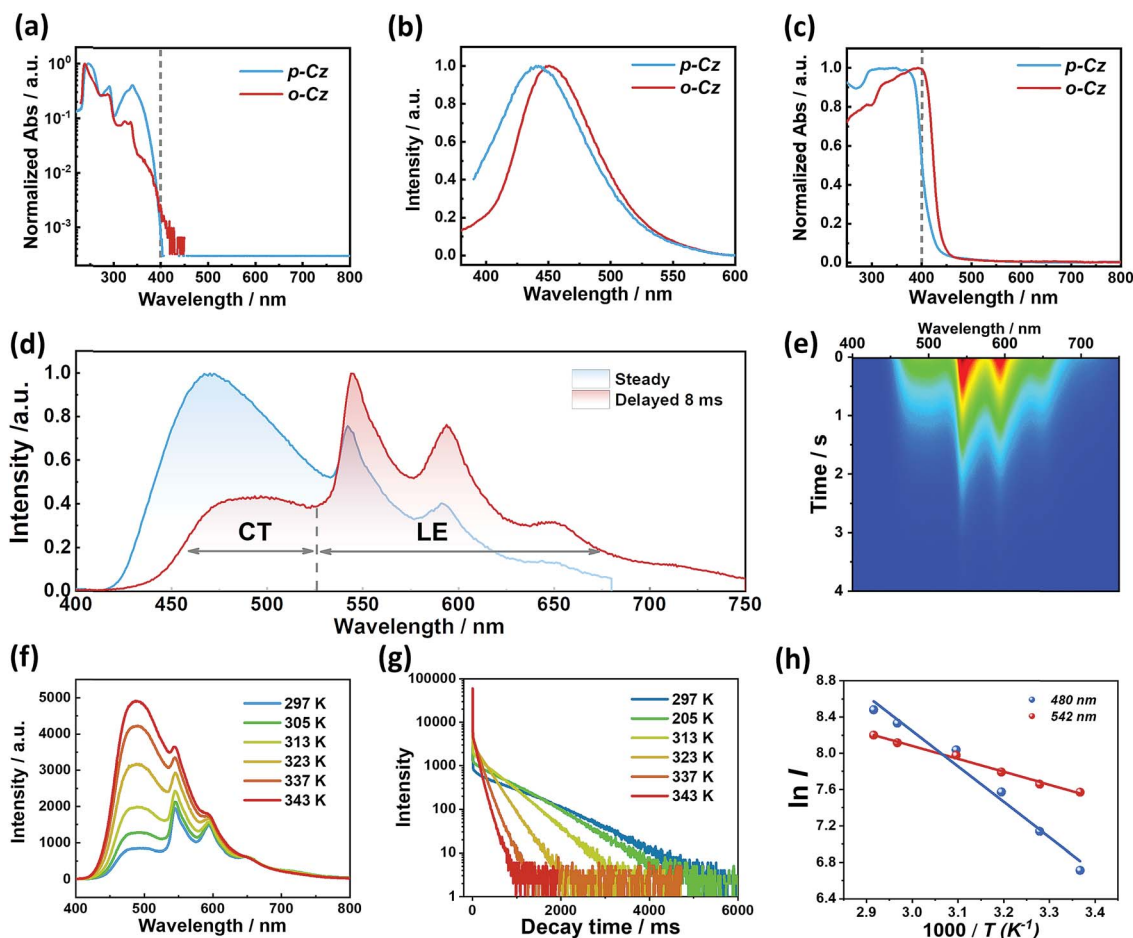 (a)
Normalized Abs / a.u.
10⁰
10⁻¹
10⁻²
10⁻³
p-Cz
o-Cz
300 400 500 600 700 800
Wavelength / nm
(b)
Intensity / a.u.
1.0
0.8
0.6
0.4
0.2
0.0
p-Cz
o-Cz
400 450 500 550 600
Wavelength / nm
(c)
Normalized Abs / a.u.
1.0
0.8
0.6
0.4
0.2
0.0
p-Cz
o-Cz
300 400 500 600 700 800
Wavelength / nm
(d)
Intensity /a.u.
1.0
0.8
0.6
0.4
0.2
0.0
Steady
Delayed 8 ms
CT
LE
400 450 500 550 600 650 700 750
Wavelength / nm
(e)
Wavelength / nm
400 500 600 700
Time / s
0
1
2
3
4
(f)
Intensity / a.u.
5000
4000
3000
2000
1000
0
297 K
305 K
313 K
323 K
337 K
343 K
400 500 600 700 800
Wavelength / nm
(g)
Intensity
100000
10000
1000
100
10
1
297 K
205 K
313 K
323 K
337 K
343 K
0 2000 4000 6000
Decay time / ms
(h)
ln I
8.8
8.4
8.0
7.6
7.2
6.8
6.4
480 nm
542 nm
2.9 3.0 3.1 3.2 3.3 3.4
1000 / T (K⁻¹)